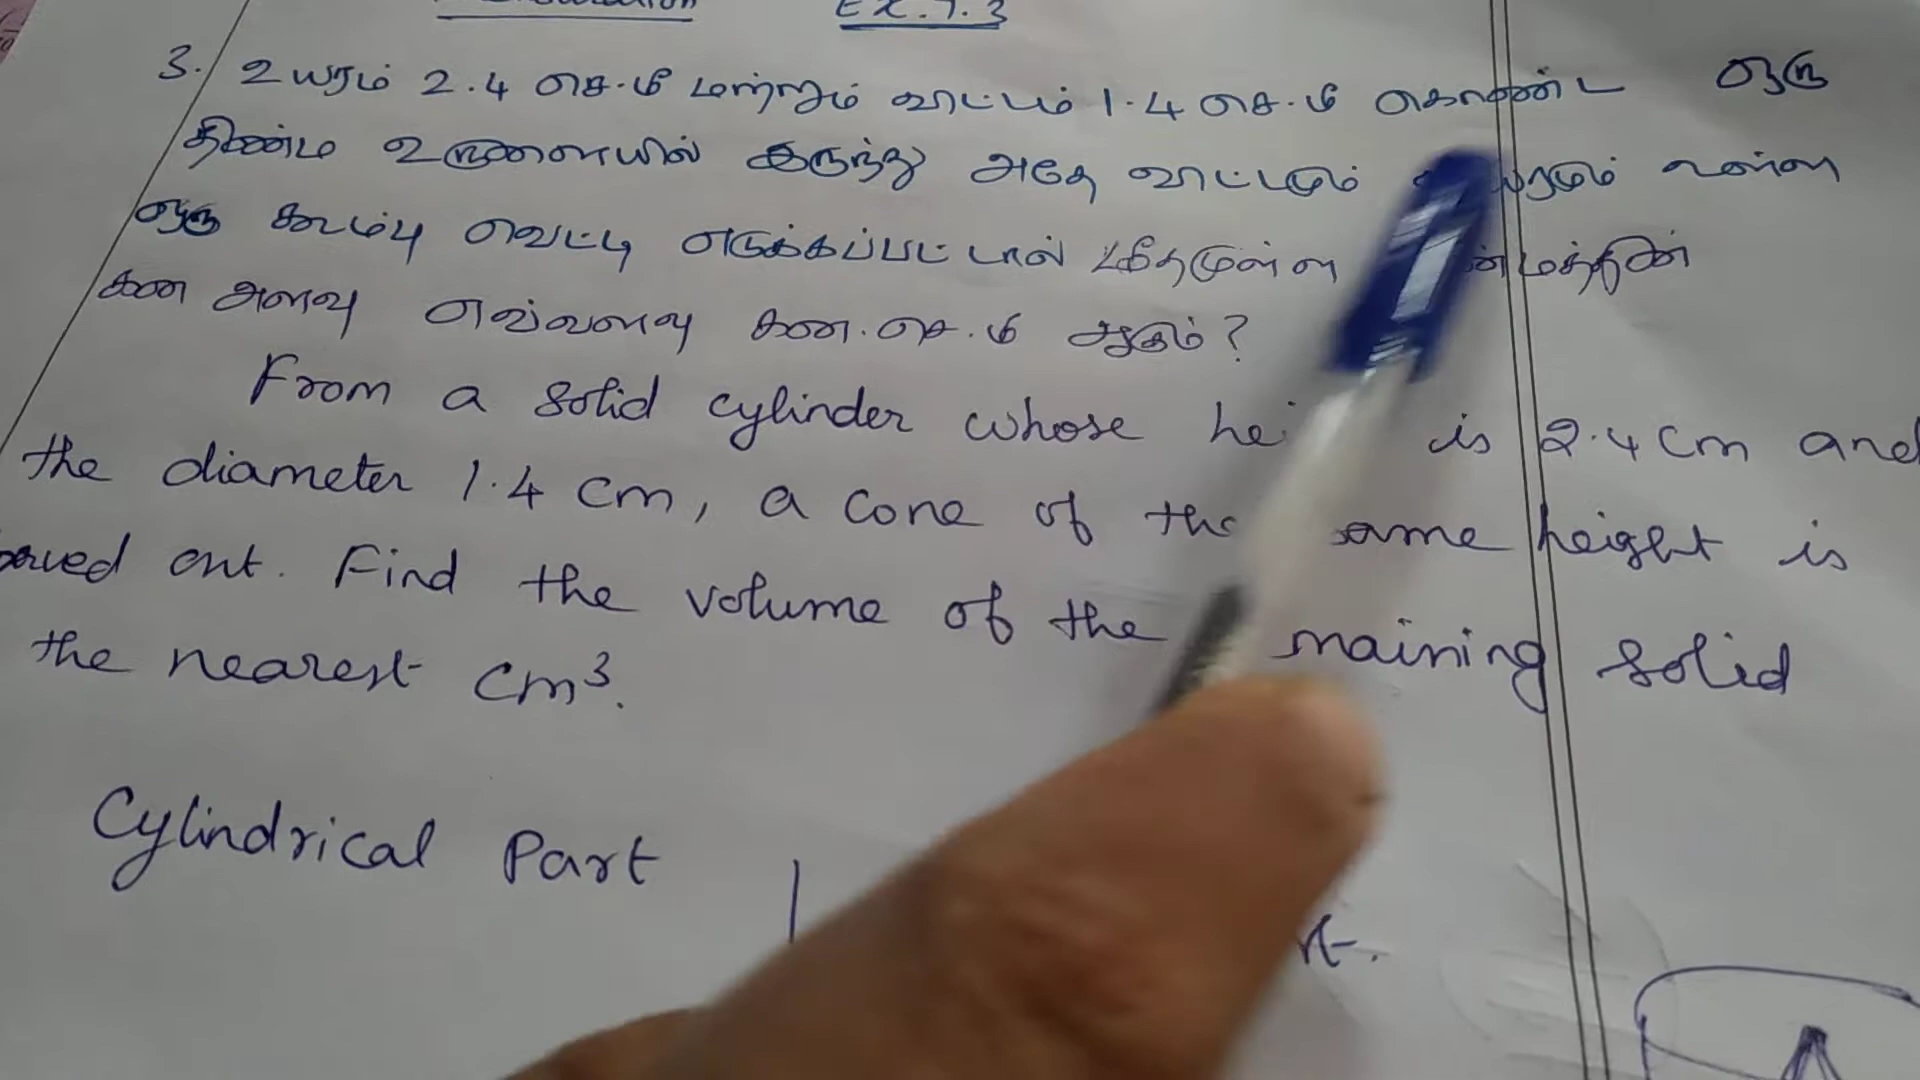 Ex.7.3
3. உயரம் 2.4 செ.மீ மற்றும் விட்டம் 1.4 செ.மீ கொண்ட ஒரு
திண்ம உருளையில் இருந்து அதே விட்டமும் உள்ள
ஒரு கூம்பு வெட்டி எடுக்கப்பட்டால் மீதமுள்ள
கன அளவு எவ்வளவு கன.செ.மீ ஆகும்?
From a solid cylinder whose is 2.4 cm and
the diameter 1.4 cm, a cone of the same height is
out. Find the volume of the maining solid
the nearest cm³.
Cylindrical Part